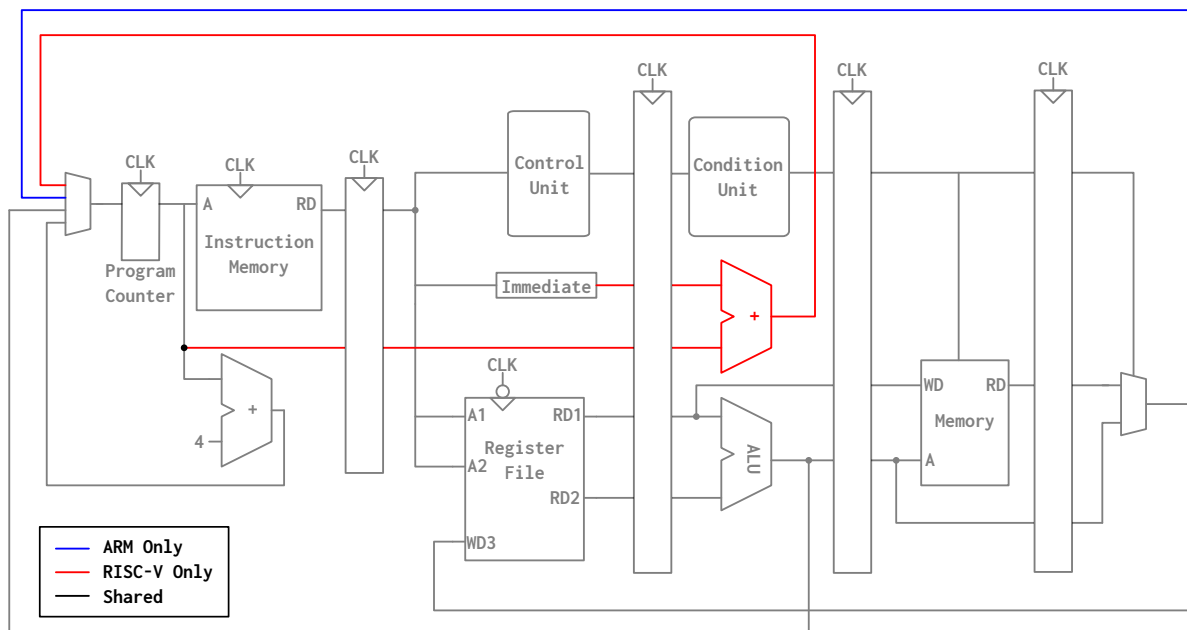 CLK
CLK
CLK
CLK
CLK
CLK
Control
Unit
Condition
Unit
A
RD
Instruction
Memory
Program
Counter
Immediate
+
CLK
+
4
A1
RD1
Register
File
A2
RD2
WD3
ALU
WD
RD
Memory
A
ARM Only
RISC-V Only
Shared